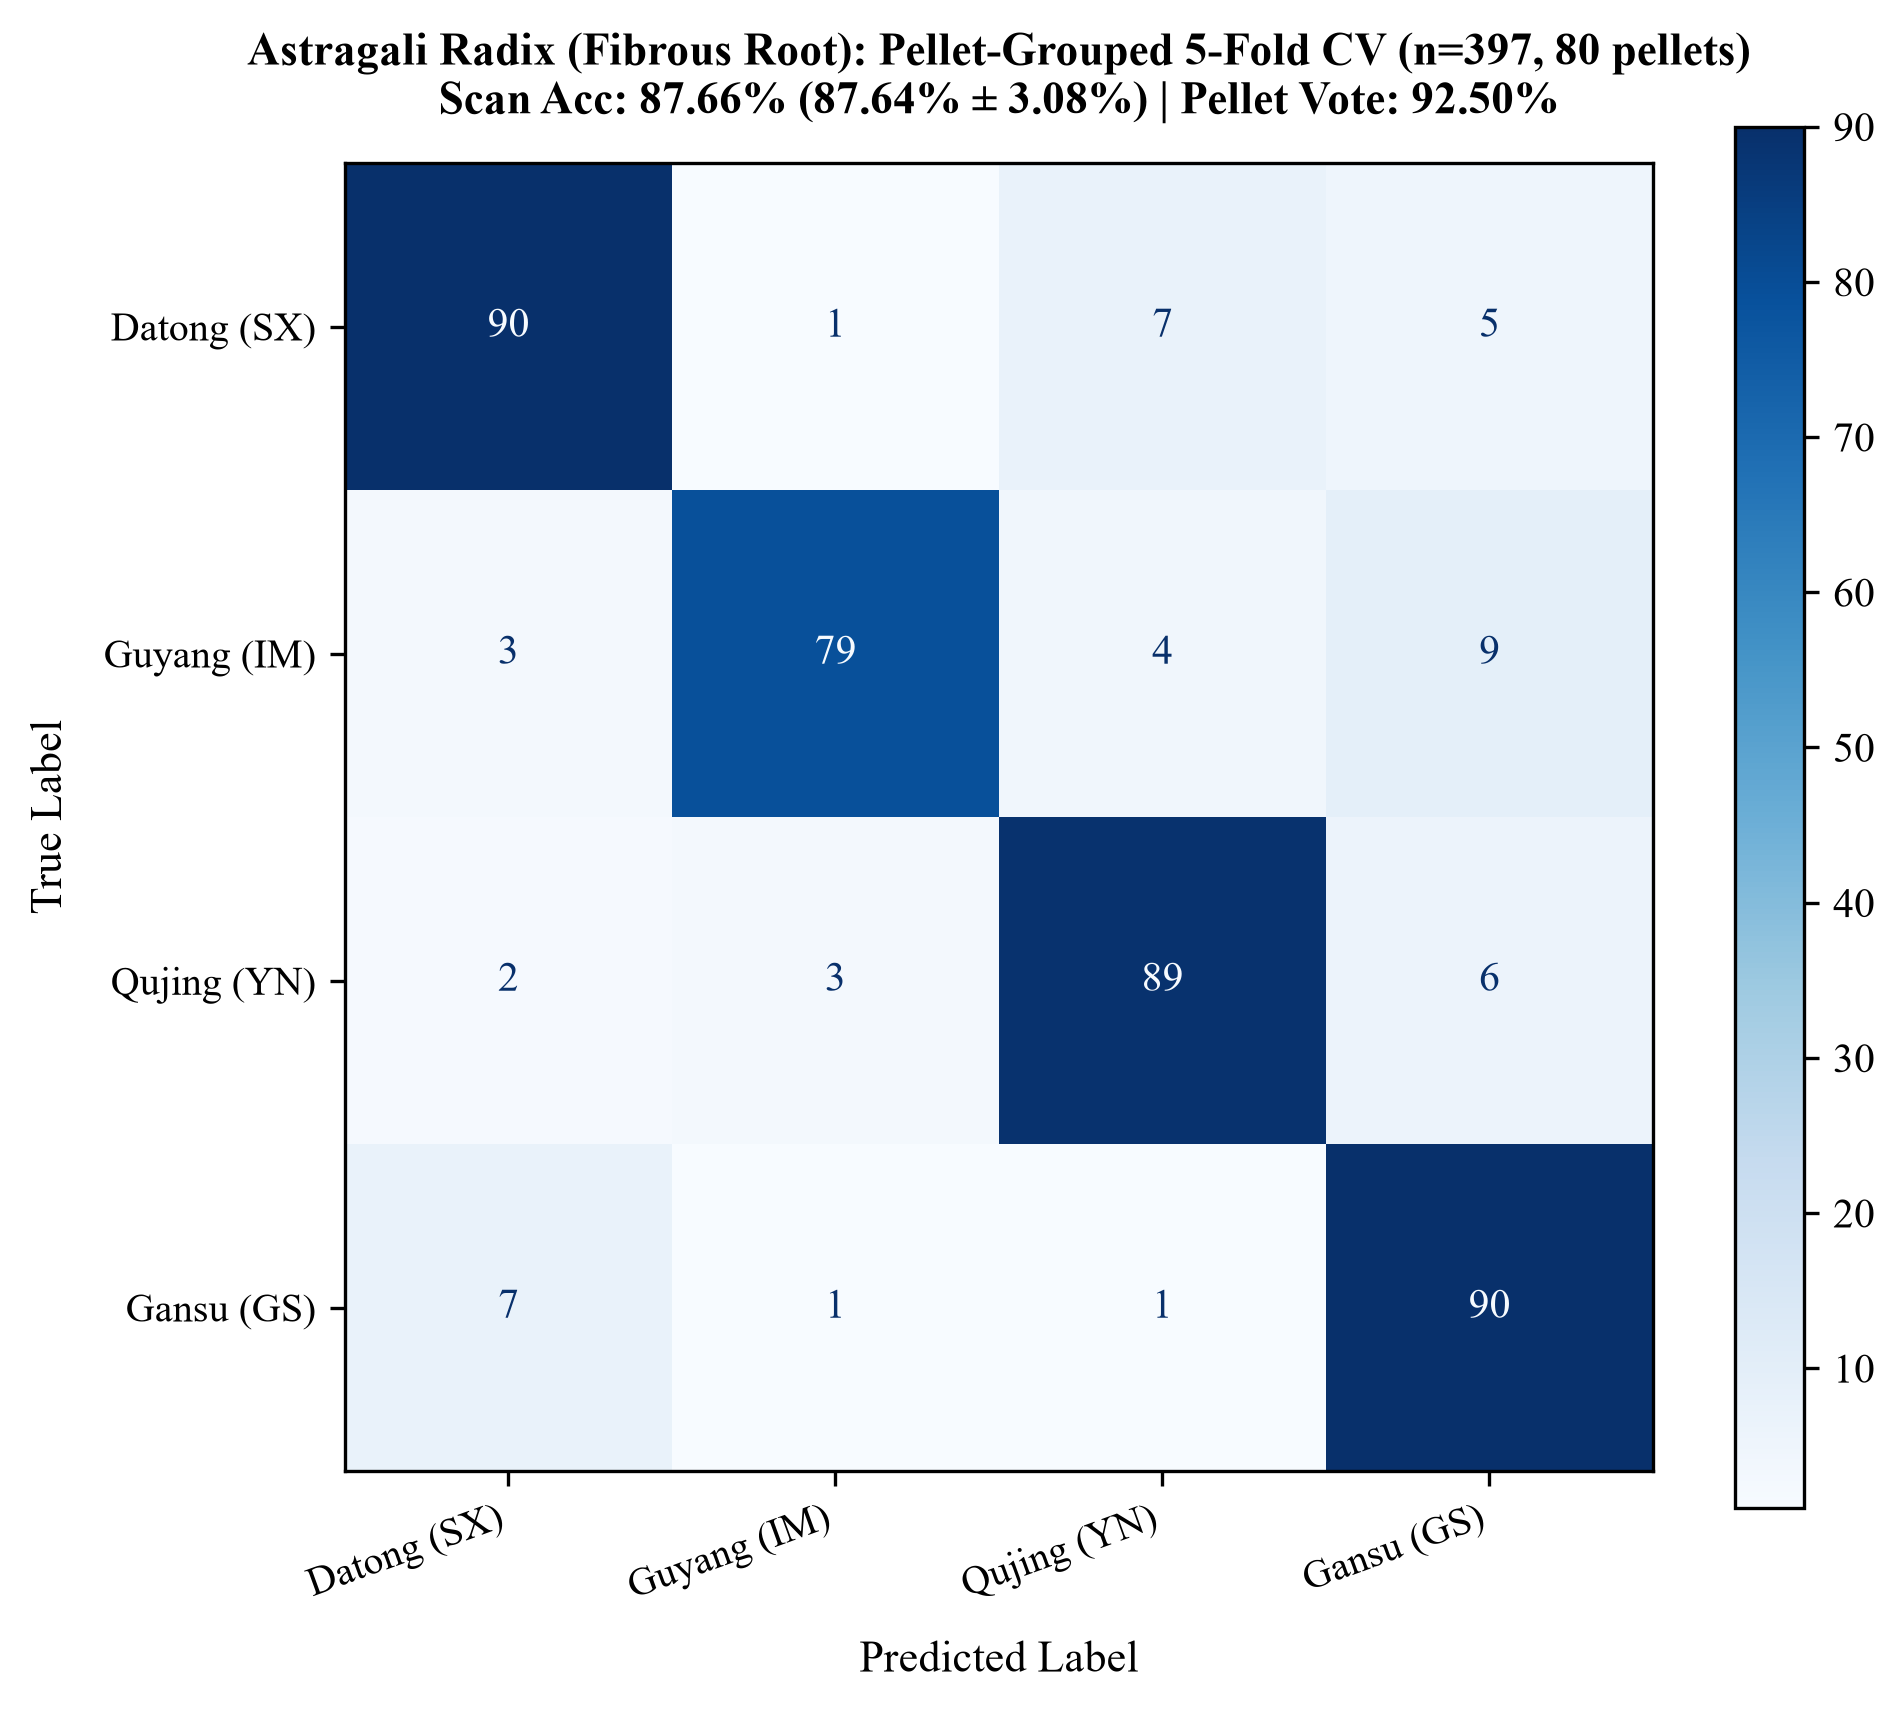 Astragali Radix (Fibrous Root): Pellet-Grouped 5-Fold CV (n=397, 80 pellets)
Scan Acc: 87.66% (87.64% ± 3.08%) | Pellet Vote: 92.50%
True Label
Datong (SX)
90 1 7 5
Guyang (IM)
3 79 4 9
Qujing (YN)
2 3 89 6
Gansu (GS)
7 1 1 90
Datong (SX)
Guyang (IM)
Qujing (YN)
Gansu (GS)
Predicted Label
90
80
70
60
50
40
30
20
10